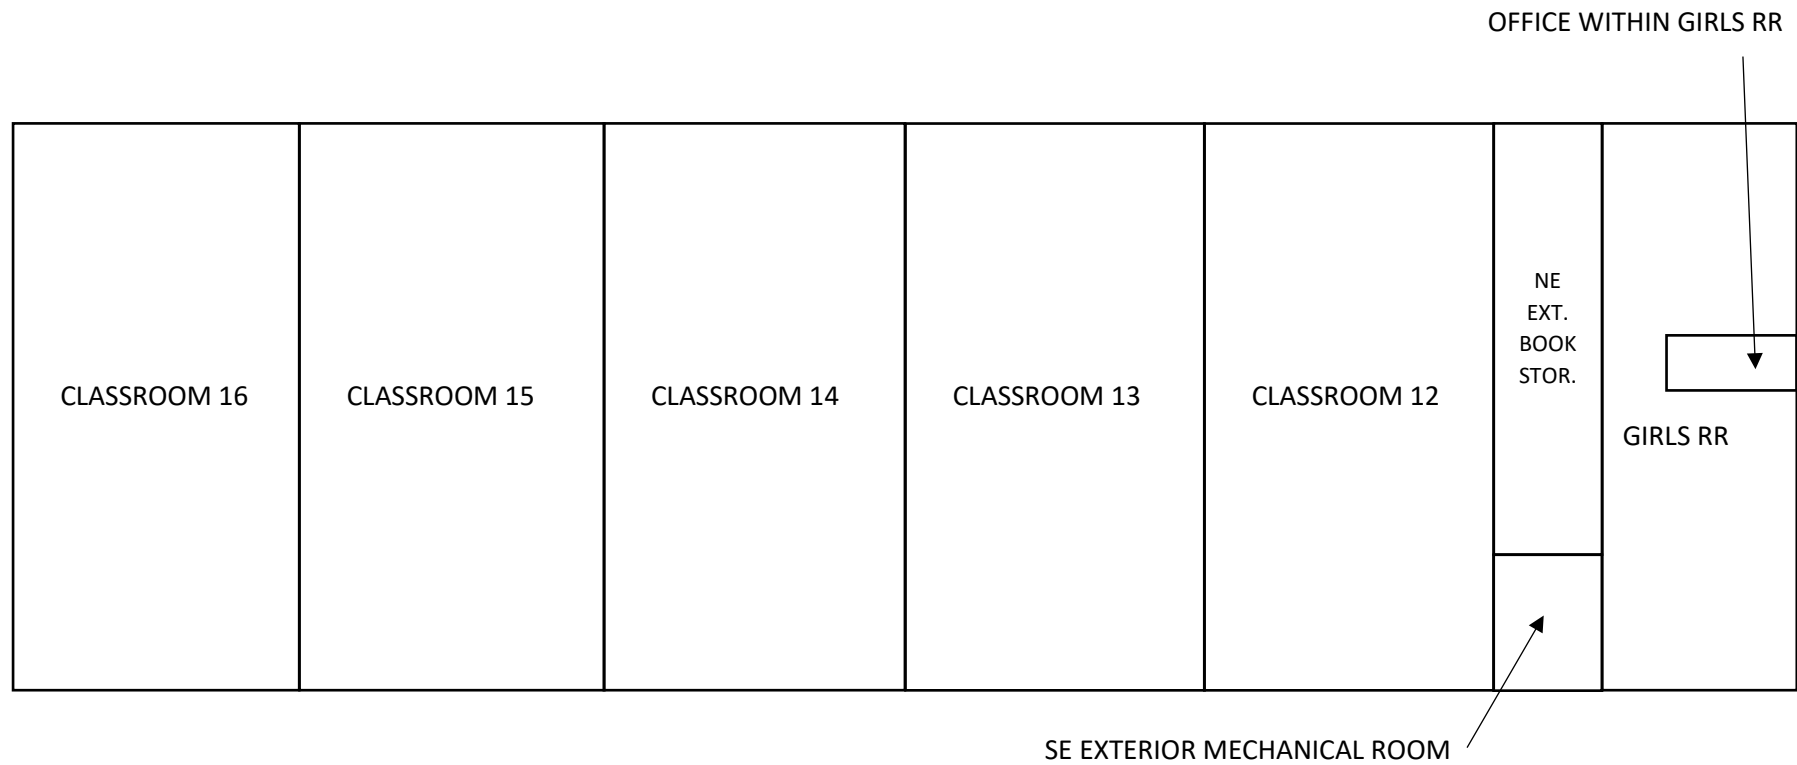 OFFICE WITHIN GIRLS RR
NE
EXT.
BOOK
STOR.
CLASSROOM 16
CLASSROOM 15
CLASSROOM 14
CLASSROOM 13
CLASSROOM 12
GIRLS RR
SE EXTERIOR MECHANICAL ROOM